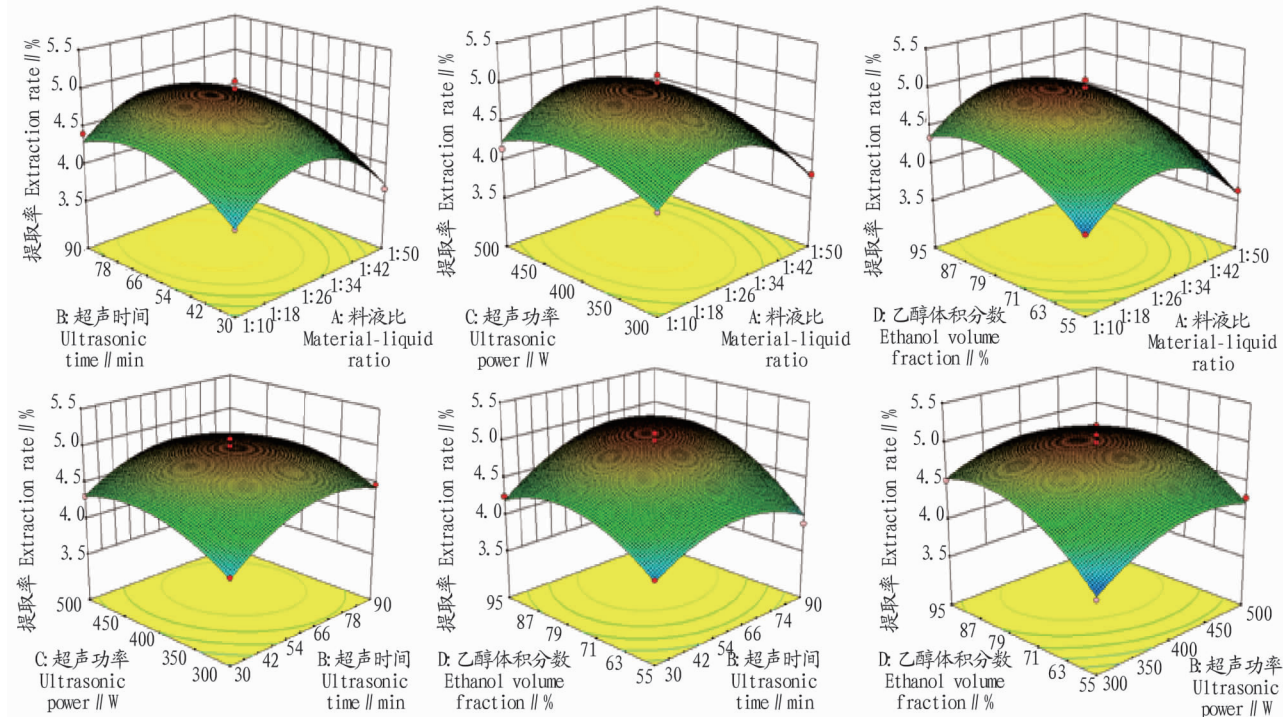 5.5
5.0
4.5
4.0
3.5
提取率 Extraction rate∥%
90
78
66
54
42
30
1:10
1:18
1:26
1:34
1:42
1:50
B:超声时间
Ultrasonic
time∥min
A:料液比
Material-liquid
ratio
5.5
5.0
4.5
4.0
3.5
提取率 Extraction rate∥%
500
450
400
350
300
1:10
1:18
1:26
1:34
1:42
1:50
C:超声功率
Ultrasonic
power∥W
A:料液比
Material-liquid
ratio
5.5
5.0
4.5
4.0
3.5
提取率 Extraction rate∥%
95
87
79
71
63
55
1:10
1:18
1:26
1:34
1:42
1:50
D:乙醇体积分数
Ethanol volume
fraction∥%
A:料液比
Material-liquid
ratio
5.5
5.0
4.5
4.0
3.5
提取率 Extraction rate∥%
500
450
400
350
300
30
42
54
66
78
90
C:超声功率
Ultrasonic
power∥W
B:超声时间
Ultrasonic
time∥min
5.5
5.0
4.5
4.0
3.5
提取率 Extraction rate∥%
95
87
79
71
63
55
30
42
54
66
74
90
D:乙醇体积分数
Ethanol volume
fraction∥%
B:超声时间
Ultrasonic
time∥min
5.5
5.0
4.5
4.0
3.5
提取率 Extraction rate∥%
95
87
79
71
63
55
300
350
400
450
500
D:乙醇体积分数
Ethanol volume
fraction∥%
B:超声功率
Ultrasonic
power∥W